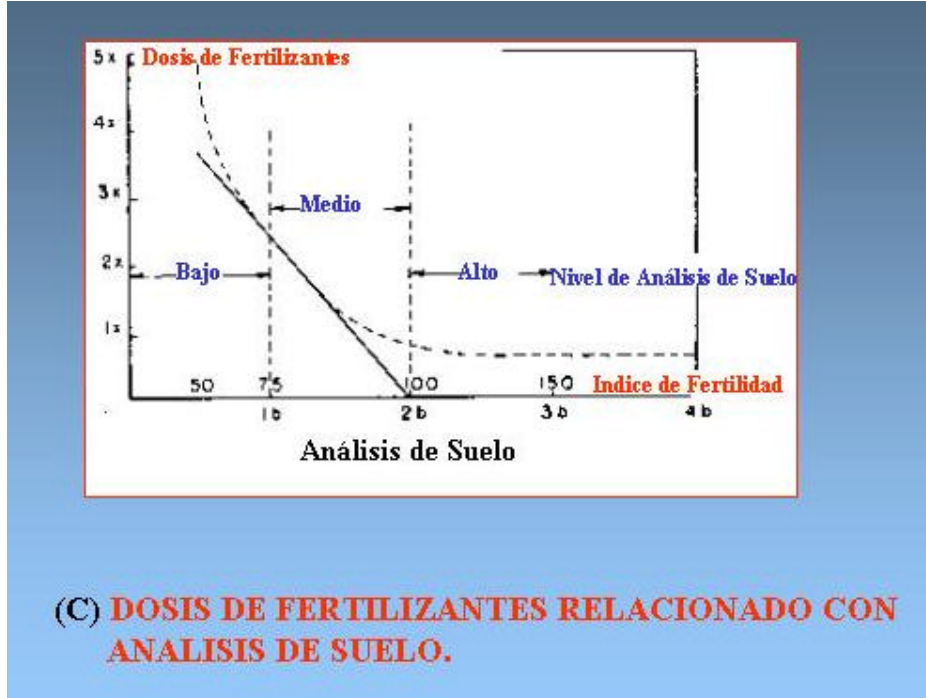 5x Dosis de Fertilizantes
4x
3x
Medio
2x
Bajo
Alto
Nivel de Análisis de Suelo
1x
50 75 100 150 Indice de Fertilidad
1b 2b 3b 4b
Análisis de Suelo
(C) DOSIS DE FERTILIZANTES RELACIONADO CON
ANALISIS DE SUELO.